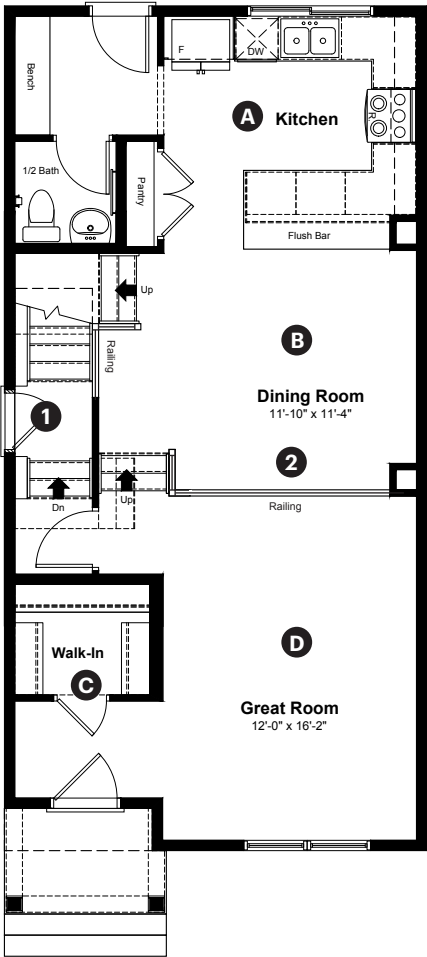 F
DW
Bench
A
Kitchen
R
1/2 Bath
Pantry
Flush Bar
Up
B
Railing
Dining Room
11'-10" x 11'-4"
1
2
Up
Dn
Railing
D
Walk-In
C
Great Room
12'-0" x 16'-2"